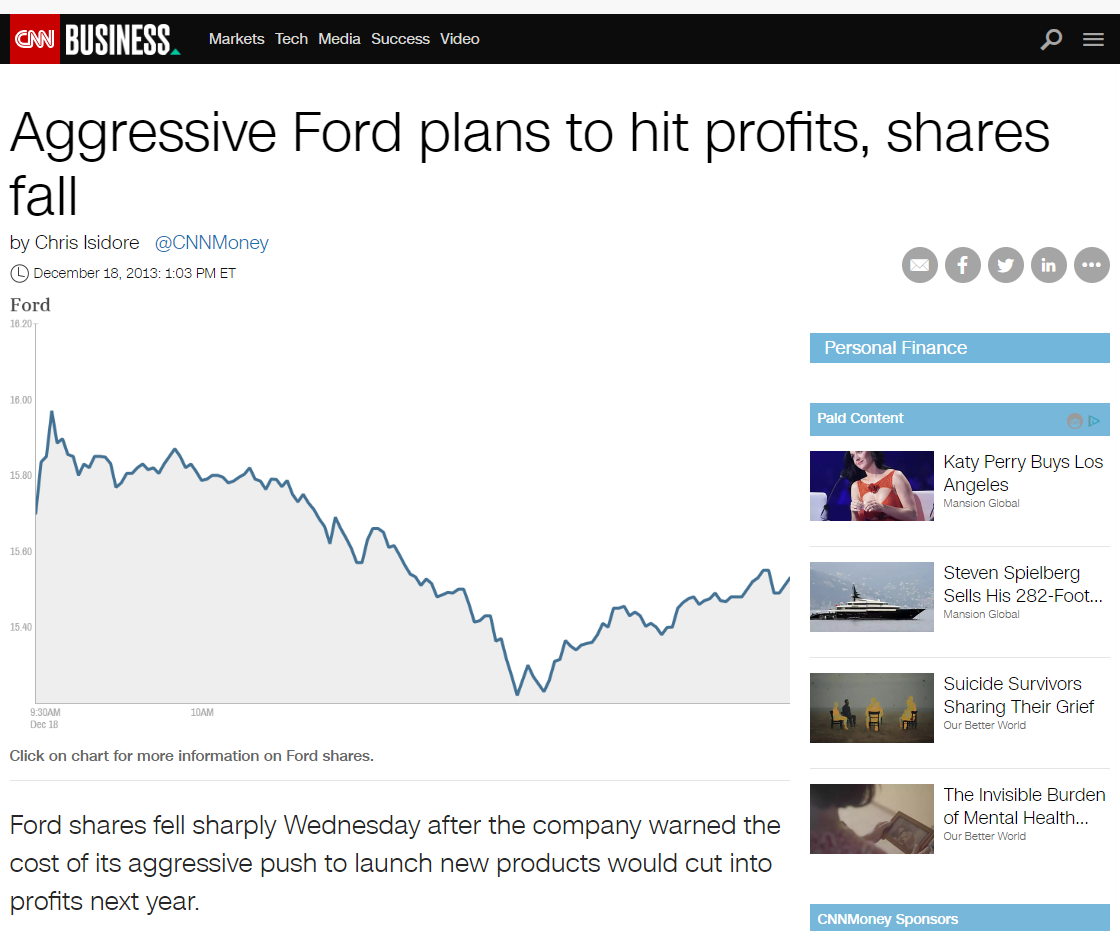 CNN BUSINESS Markets Tech Media Success Video
Aggressive Ford plans to hit profits, shares
fall
by Chris Isidore @CNNMoney
December 18, 2013: 1:03 PM ET
Ford
16.20
16.00
15.80
15.60
15.40
9:30AM 10AM
Dec 18
Click on chart for more information on Ford shares.
Ford shares fell sharply Wednesday after the company warned the
cost of its aggressive push to launch new products would cut into
profits next year.
f in
Personal Finance
Paid Content
Katy Perry Buys Los
Angeles
Mansion Global
Steven Spielberg
Sells His 282-Foot...
Mansion Global
Suicide Survivors
Sharing Their Grief
Our Better World
The Invisible Burden
of Mental Health...
Our Better World
CNNMoney Sponsors